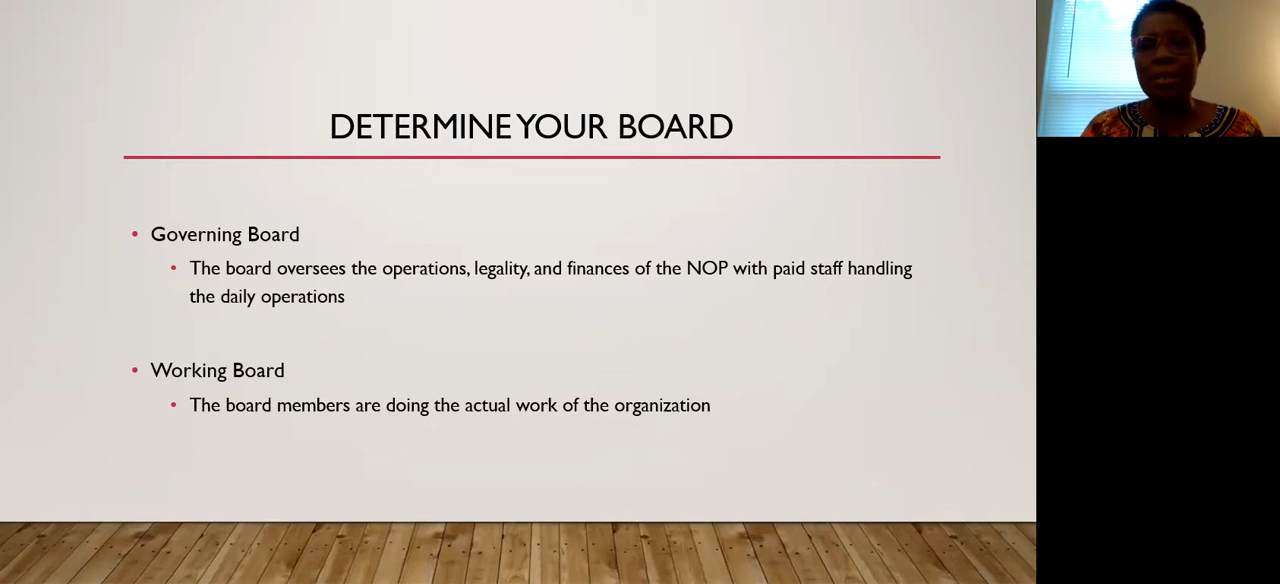 DETERMINE YOUR BOARD
• Governing Board
• The board oversees the operations, legality, and finances of the NOP with paid staff handling
the daily operations
• Working Board
• The board members are doing the actual work of the organization